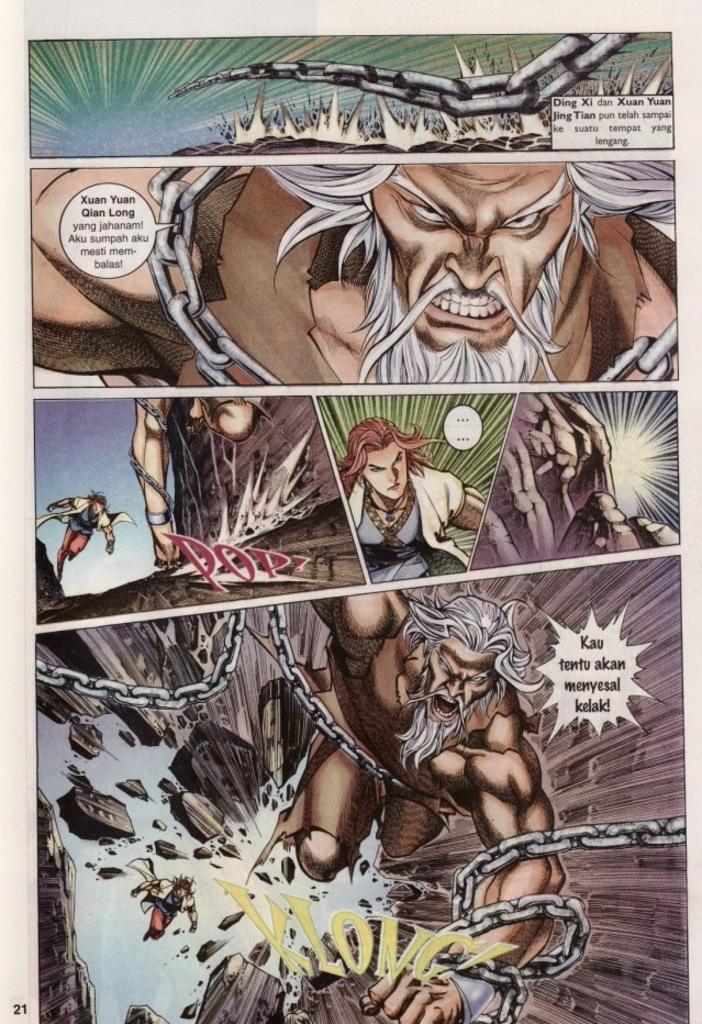 Ding Xi dan Xuan Yuan
Jing Tian pun telah sampai
ke suatu tempat yang
lengang.
Xuan Yuan
Qian Long
yang jahanam!
Aku sumpah aku
mesti mem-
balas!
...
...
POP!
Kau
tentu akan
menyesal
kelak!
KLONG!
21